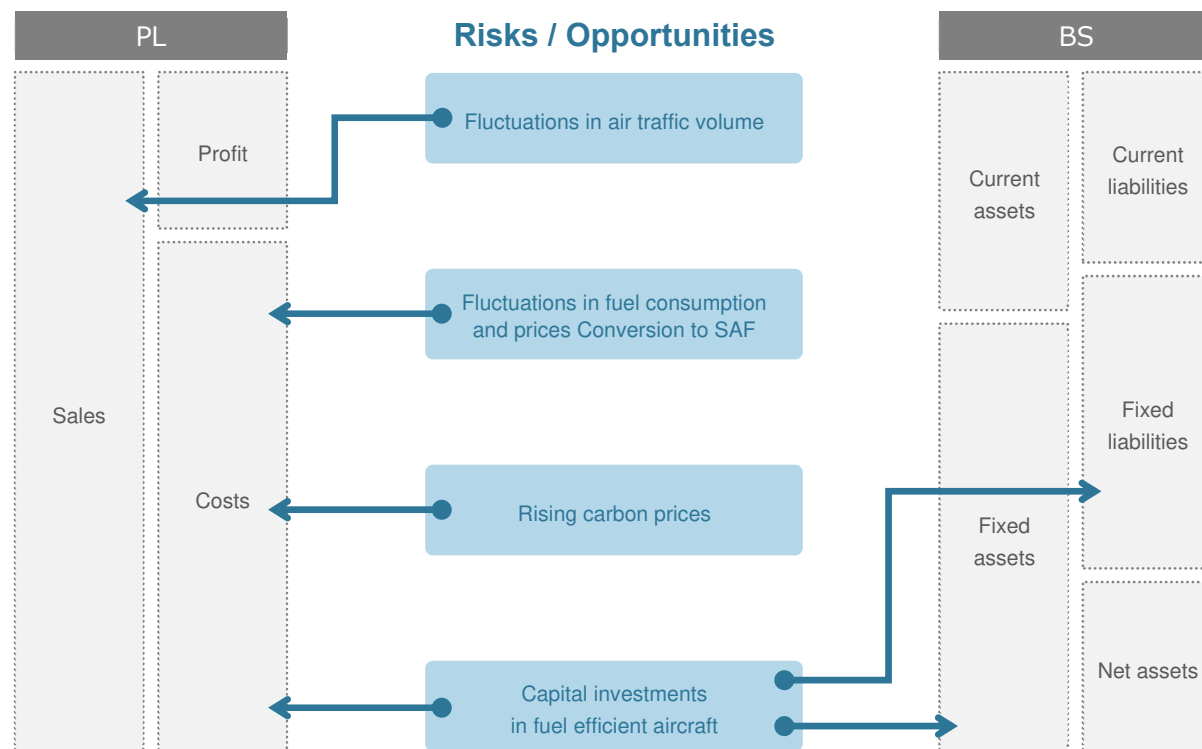 PL
Risks / Opportunities
BS
Fluctuations in air traffic volume
Profit
Current
assets
Current
liabilities
Fluctuations in fuel consumption
and prices Conversion to SAF
Sales
Costs
Fixed
liabilities
Rising carbon prices
Fixed
assets
Capital investments
in fuel efficient aircraft
Net assets